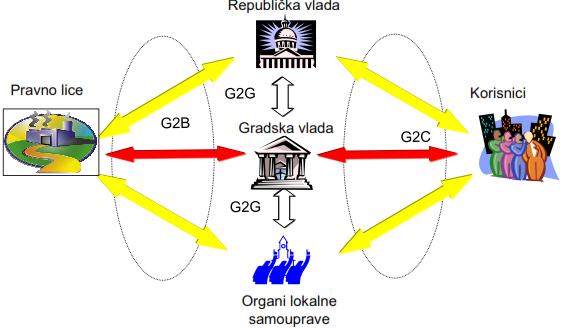 Republička vlada
Pravno lice
G2G
Korisnici
G2B
Gradska vlada
G2C
G2G
Organi lokalne
samouprave